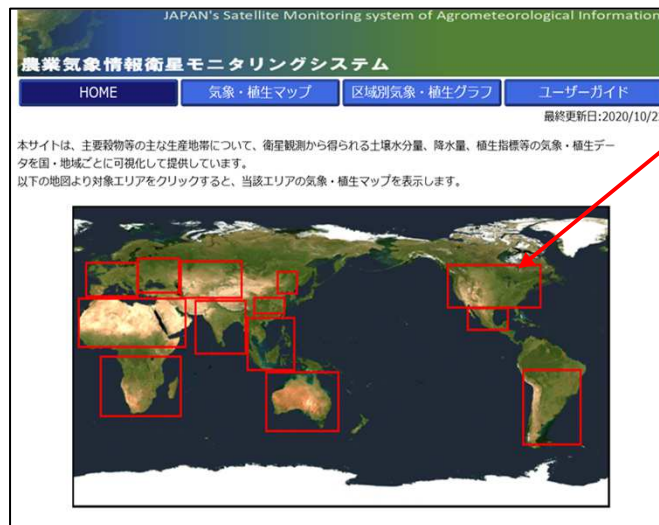 JAPAN's Satellite Monitoring system of Agrometeorological Information
農業気象情報衛星モニタリングシステム
HOME
気象・植生マップ
区域別気象・植生グラフ
ユーザーガイド
最終更新日:2020/10/2
本サイトは、主要穀物等の主な生産地帯について、衛星観測から得られる土壌水分量、降水量、植生指標等の気象・植生デー
タを国・地域ごとに可視化して提供しています。
以下の地図より対象エリアをクリックすると、当該エリアの気象・植生マップを表示します。